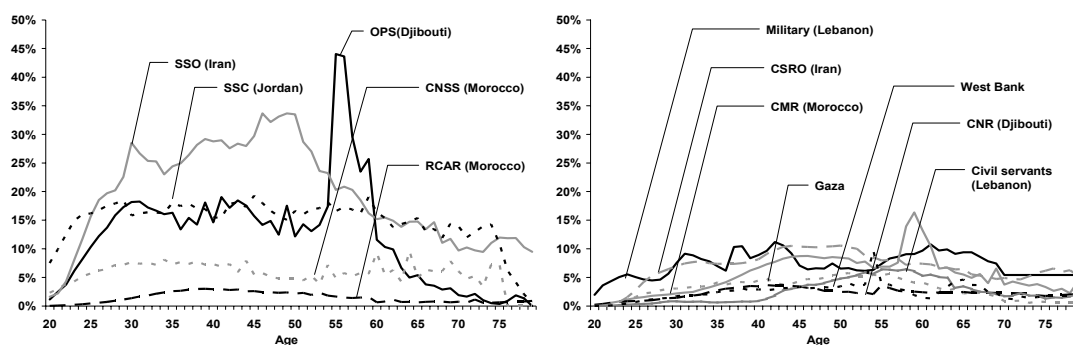 50%
45%
40%
35%
30%
25%
20%
15%
10%
5%
0%
20 25 30 35 40 45 50 55 60 65 70 75
Age
SSO (Iran)
SSC (Jordan)
OPS(Djibouti)
CNSS (Morocco)
RCAR (Morocco)
50%
45%
40%
35%
30%
25%
20%
15%
10%
5%
0%
20 25 30 35 40 45 50 55 60 65 70 75
Age
Military (Lebanon)
CSRO (Iran)
CMR (Morocco)
Gaza
West Bank
CNR (Djibouti)
Civil servants
(Lebanon)